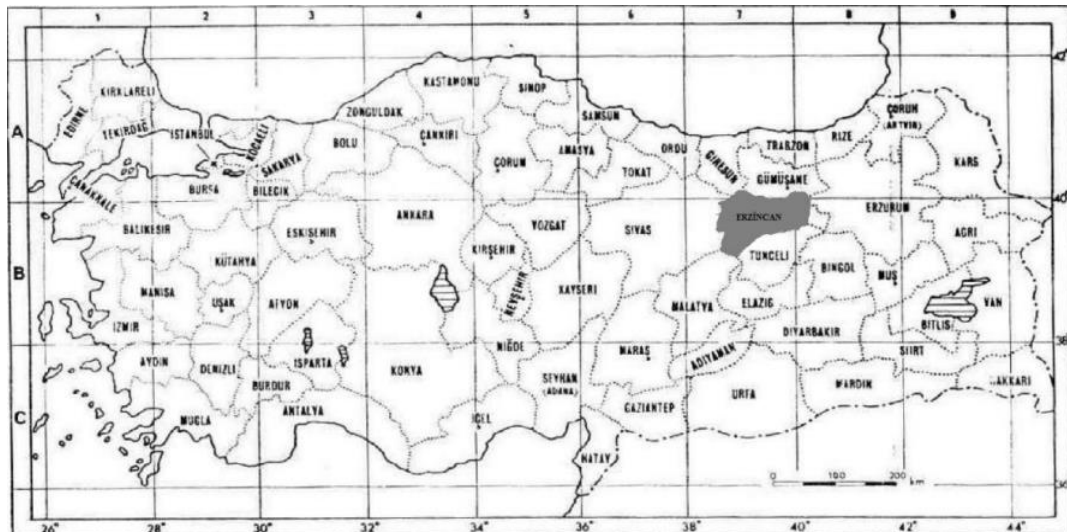 1 2 3 4 5 6 7 8 9
42
KASTAMONU
SİNOP
KIRKLARELİ
ZONGULDAK
SAMSUN
ÇORUH
(ARTVİN)
EDİRNE
TEKİRDAĞ
İSTANBUL
KOCAELİ
A
BOLU
ÇANKIRI
AMASYA
ORDU
GİRESUN
TRABZON
RİZE
SAKARYA
ÇORUM
TOKAT
KARS
GÜMÜŞANE
ÇANAKKALE
BURSA
BİLECİK
40
ANKARA
ERZURUM
BALIKESİR
ESKİŞEHİR
YOZGAT
SİVAS
ERZİNCAN
AĞRI
KIRŞEHİR
KÜTAHYA
TUNCELİ
BİNGOL
MUŞ
B
MANİSA
UŞAK
AFYON
NEVŞEHİR
KAYSERİ
MALATYA
ELAZIĞ
VAN
İZMİR
DİYARBAKIR
BİTLİS
NİĞDE
MARAŞ
ADIYAMAN
SİİRT
38
AYDIN
DENİZLİ
ISPARTA
KONYA
BURDUR
SEYHAN
(ADANA)
URFA
MARDİN
HAKKARİ
GAZİANTEP
C
MUĞLA
ANTALYA
İÇEL
HATAY
0 100 200
km
36
26° 28° 30° 32° 34° 36° 38° 40° 42° 44°